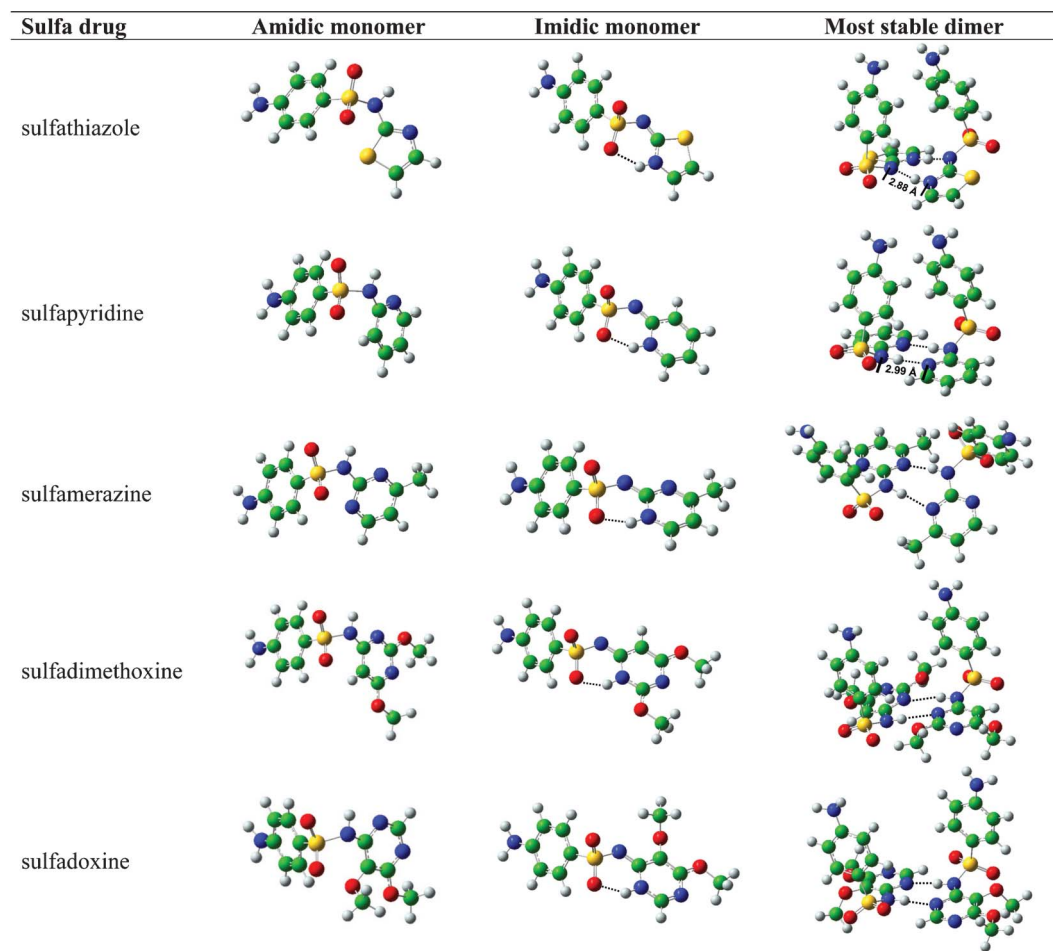 Sulfa drug Amidic monomer Imidic monomer Most stable dimer
sulfathiazole
2.88 Å
sulfapyridine
2.99 Å
sulfamerazine
sulfadimethoxine
sulfadoxine